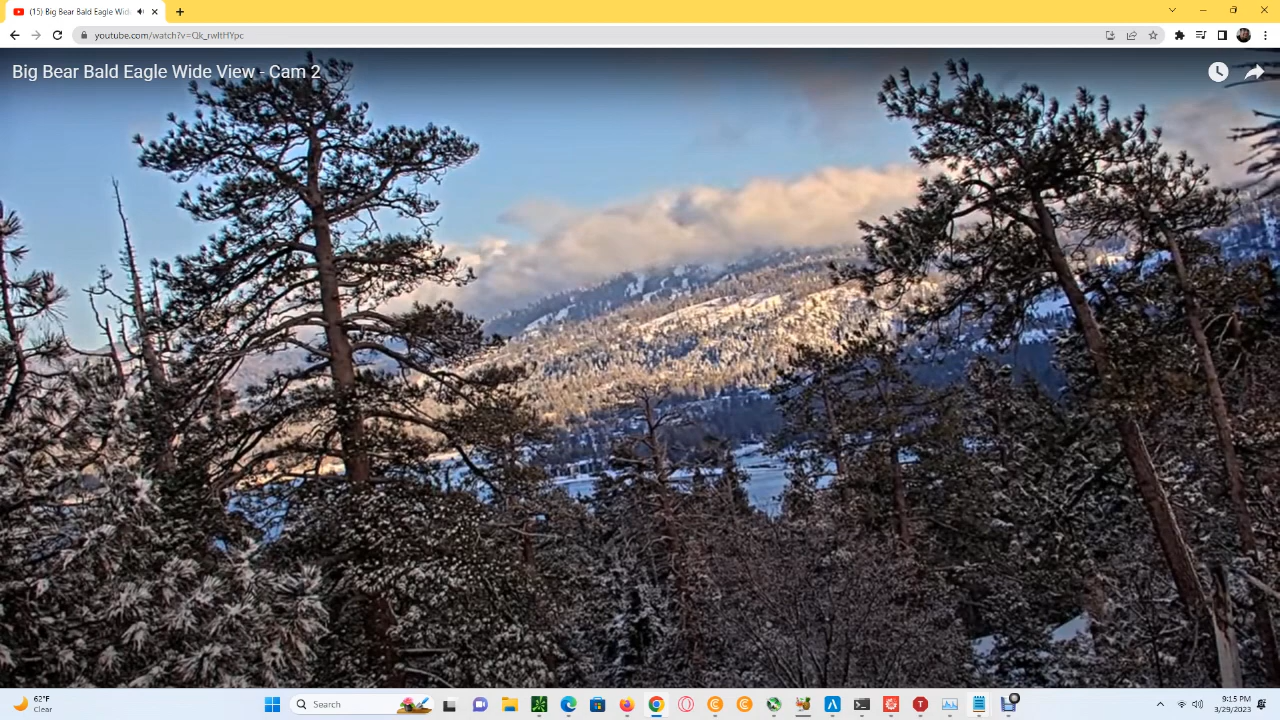 (15) Big Bear Bald Eagle Wid
youtube.com/watch?v=Qk_rwItHYpc
Big Bear Bald Eagle Wide View - Cam 2
62°F
Clear
Search
9:15 PM
3/29/2023